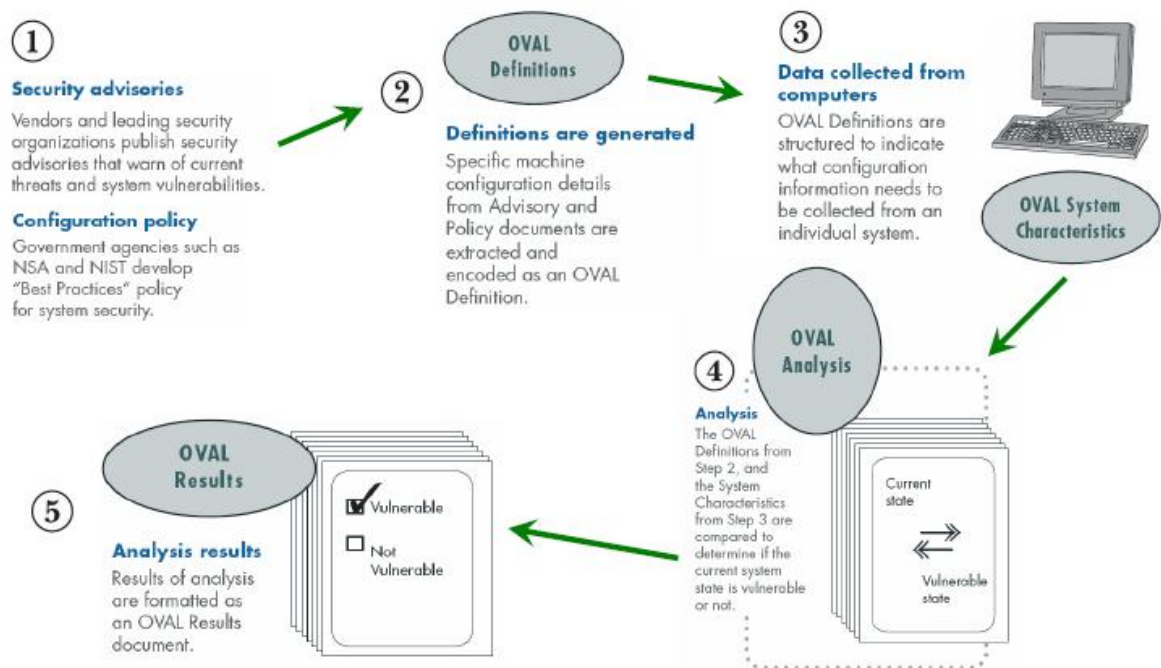 1
Security advisories
Vendors and leading security
organizations publish security
advisories that warn of current
threats and system vulnerabilities.
Configuration policy
Government agencies such as
NSA and NIST develop
“Best Practices” policy
for system security.
2
OVAL
Definitions
Definitions are generated
Specific machine
configuration details
from Advisory and
Policy documents are
extracted and
encoded as an OVAL
Definition.
3
Data collected from
computers
OVAL Definitions are
structured to indicate
what configuration
information needs to
be collected from an
individual system.
OVAL System
Characteristics
4
OVAL
Analysis
Analysis
The OVAL
Definitions from
Step 2, and
the System
Characteristics
from Step 3 are
compared to
determine if the
current system
state is vulnerable
or not.
Current
state
Vulnerable
state
5
OVAL
Results
Analysis results
Results of analysis
are formatted as
an OVAL Results
document.
Vulnerable
Not
Vulnerable